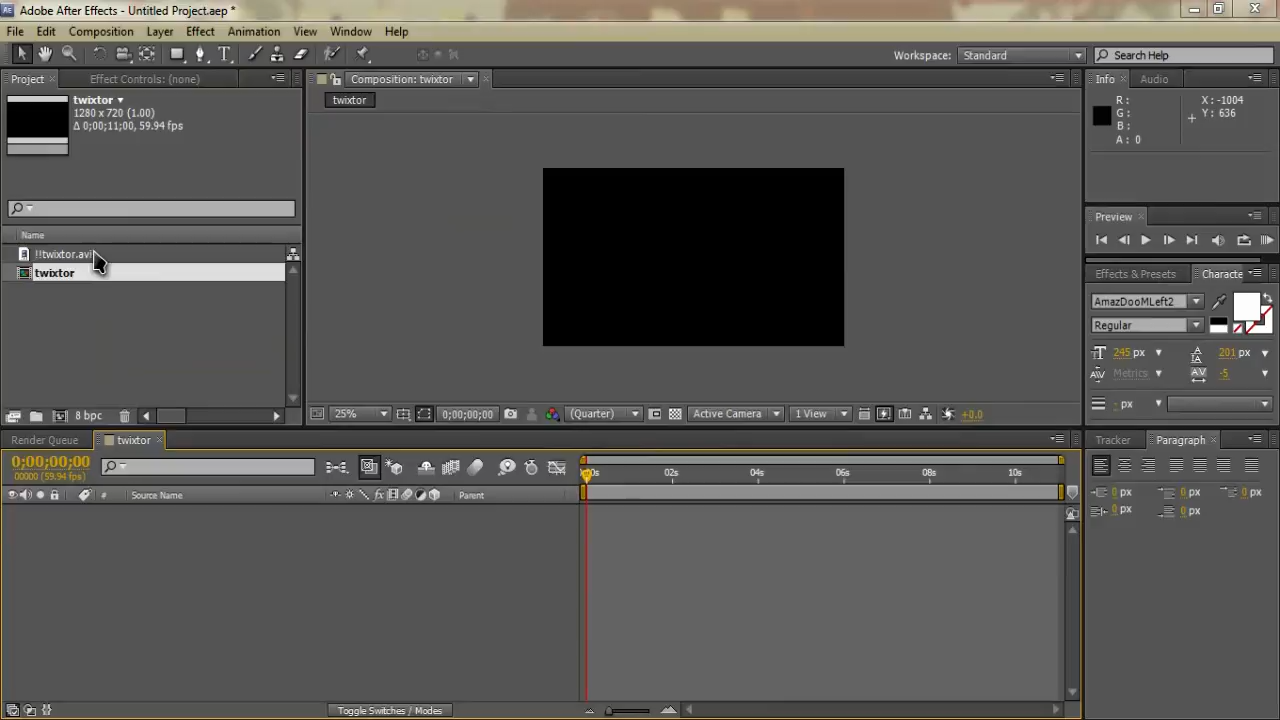 Adobe After Effects - Untitled Project.aep *
File Edit Composition Layer Effect Animation View Window Help
Workspace: Standard Search Help
Project Effect Controls: (none) Composition: twixtor Info Audio
twixtor
1280 x 720 (1.00)
Δ 0;00;11;00, 59.94 fps
twixtor
R :
G :
B :
A : 0
X : -1004
Y : 636
Preview
Name
!!twixtor.avi
twixtor
Effects & Presets Characte
AmazDooMLeft2
Regular
245 px 201 px
Metrics -5
- px
8 bpc 25% 0;00;00;00 (Quarter) Active Camera 1 View +0.0
Render Queue twixtor Tracker Paragraph
0;00;00;00
00000 (59.94 fps)
02s 04s 06s 08s 10s
# Source Name Parent
0 px 0 px 0 px
0 px 0 px
Toggle Switches / Modes